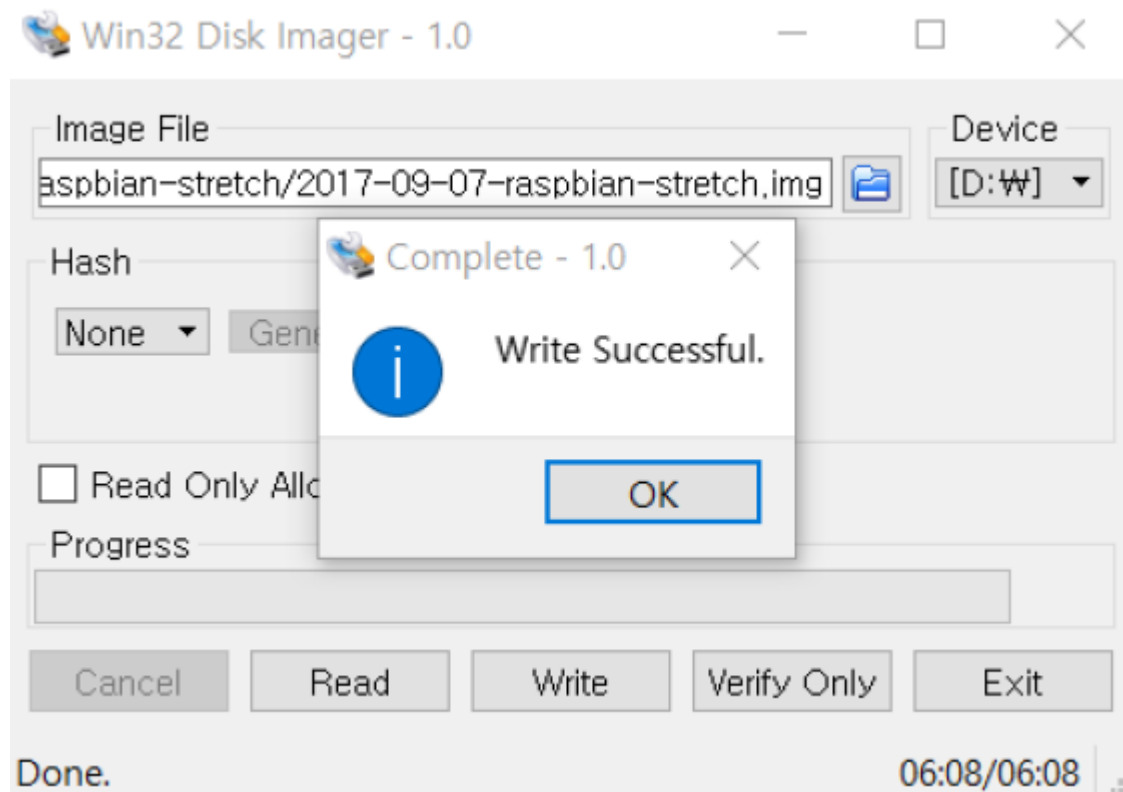 Win32 Disk Imager - 1.0
Image File
Device
aspbian-stretch/2017-09-07-raspbian-stretch.img
[D:₩]
Hash
Complete - 1.0
None
Write Successful.
Read Only
OK
Progress
Cancel Read Write Verify Only Exit
Done.
06:08/06:08